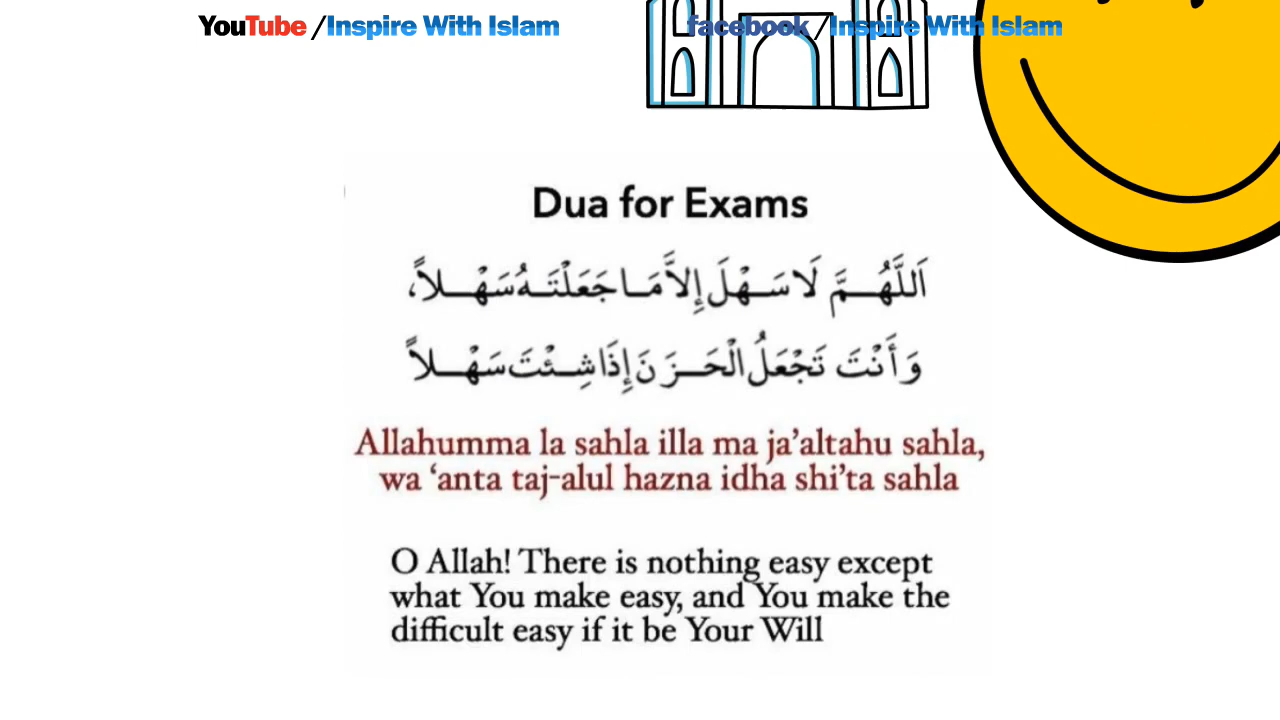 YouTube /Inspire With Islam
facebook /Inspire With Islam
Dua for Exams
اَللَّهُمَّ لَا سَهْلَ إِلاَّ مَا جَعَلْتَهُ سَهْلاً،
وَأَنْتَ تَجْعَلُ الْحَزَنَ إِذَا شِئْتَ سَهْلاً
Allahumma la sahla illa ma ja’altahu sahla,
wa ‘anta taj-alul hazna idha shi’ta sahla
O Allah! There is nothing easy except
what You make easy, and You make the
difficult easy if it be Your Will